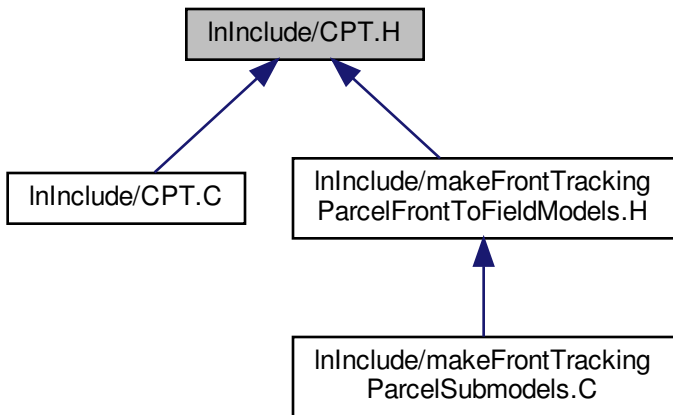 lnInclude/CPT.H
lnInclude/CPT.C
lnInclude/makeFrontTracking
ParcelFrontToFieldModels.H
lnInclude/makeFrontTracking
ParcelSubmodels.C